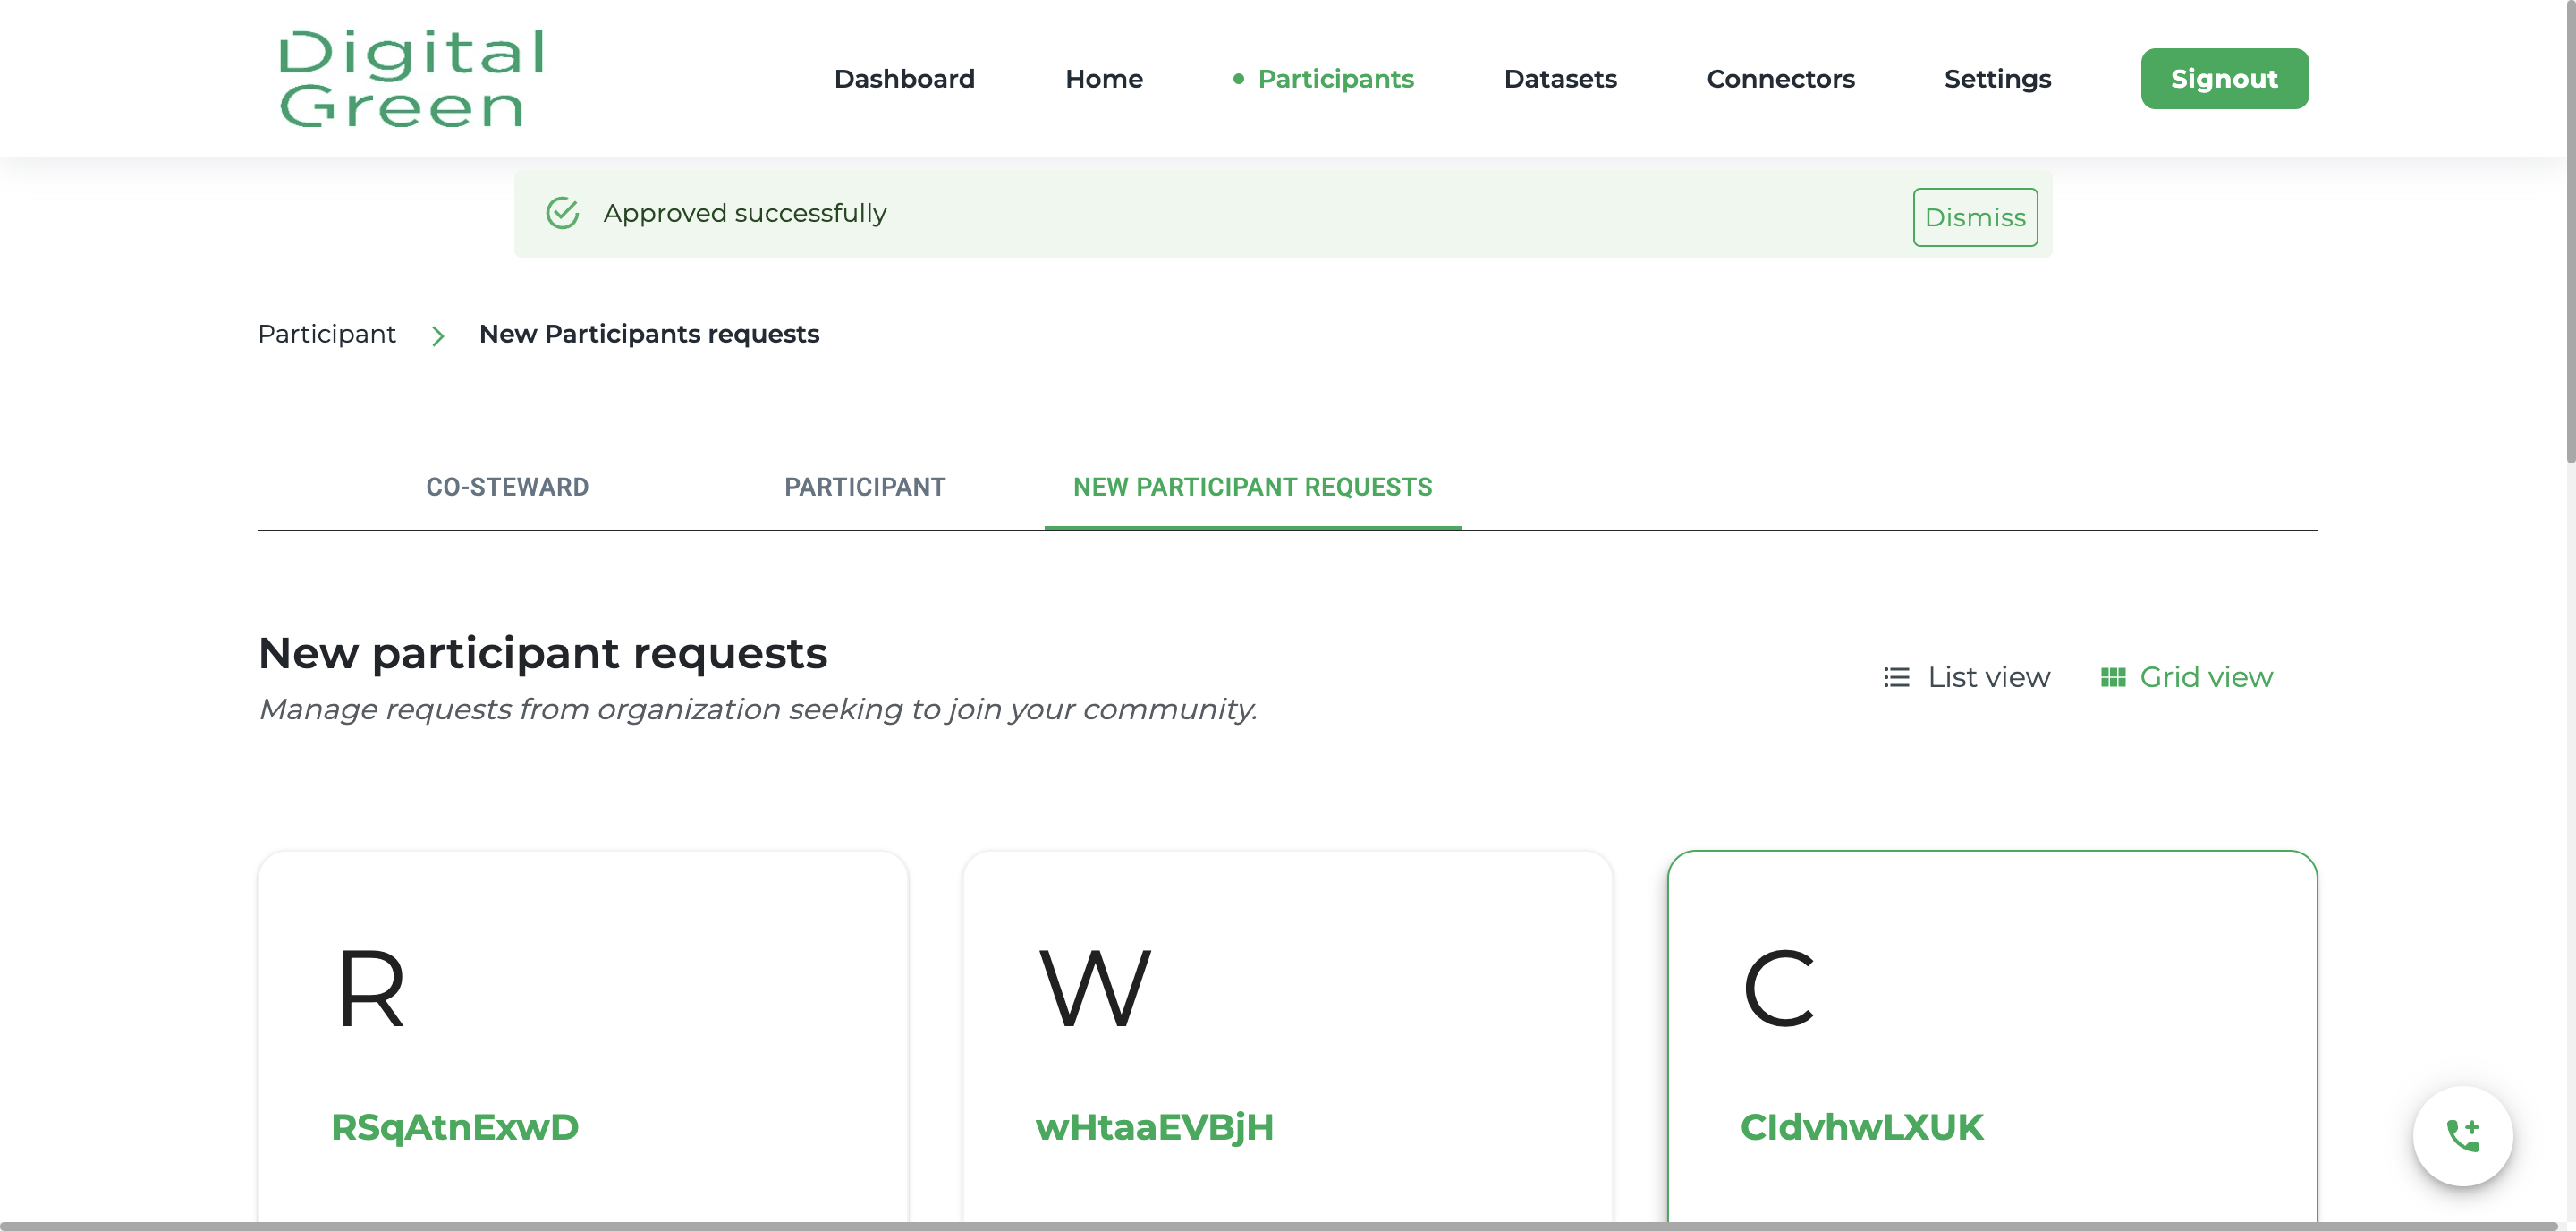 Digital
Green
Dashboard Home Participants Datasets Connectors Settings Signout
Approved successfully Dismiss
Participant New Participants requests
CO-STEWARD PARTICIPANT NEW PARTICIPANT REQUESTS
New participant requests
List view Grid view
Manage requests from organization seeking to join your community.
R W C
RSqAtnExwD wHtaaEVBjH CIdvhwLXUK